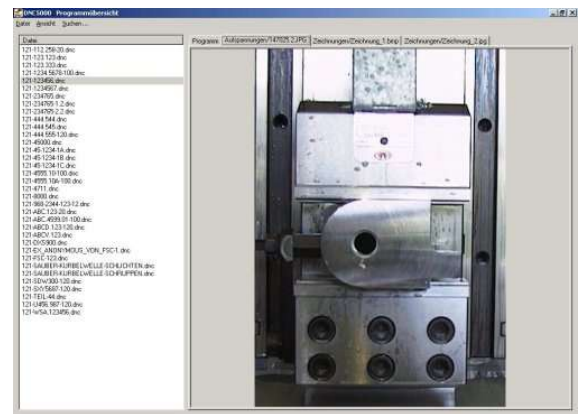 DNC5000 Programmübersicht
Datei Ansicht Suchen...
Datei
Programm
Aufspannungen/147025 2.JPG
Zeichnungen/Zeichnung_1.bmp
Zeichnungen/Zeichnung_2.jpg
121-112.258-20.dnc
121-123.123.dnc
121-123.333.dnc
121-1234.5678-100.dnc
121-123456.dnc
121-1234567.dnc
121-234765.dnc
121-234765-1.2.dnc
121-234765-2.2.dnc
121-444.544.dnc
121-444.545.dnc
121-444.555-120.dnc
121-45000.dnc
121-45-1234-1A.dnc
121-45-1234-1B.dnc
121-45-1234-1C.dnc
121-4555.10-100.dnc
121-4555.10A-100.dnc
121-4711.dnc
121-8000.dnc
121-968-2344-123-12.dnc
121-ABC.123-20.dnc
121-ABC.4599.01-100.dnc
121-ABCD.123-120.dnc
121-ABCV.123.dnc
121-DXS900.dnc
121-EX_ANONYMOUS_VON_FSC-1.dnc
121-FSC-123.dnc
121-SAUBER-KURBELWELLE-SCHLICHTEN.dnc
121-SAUBER-KURBELWELLE-SCHRUPPEN.dnc
121-SDW300-120.dnc
121-SXY5687-120.dnc
121-TEIL-44.dnc
121-U456.987-120.dnc
121-WSA.123456.dnc